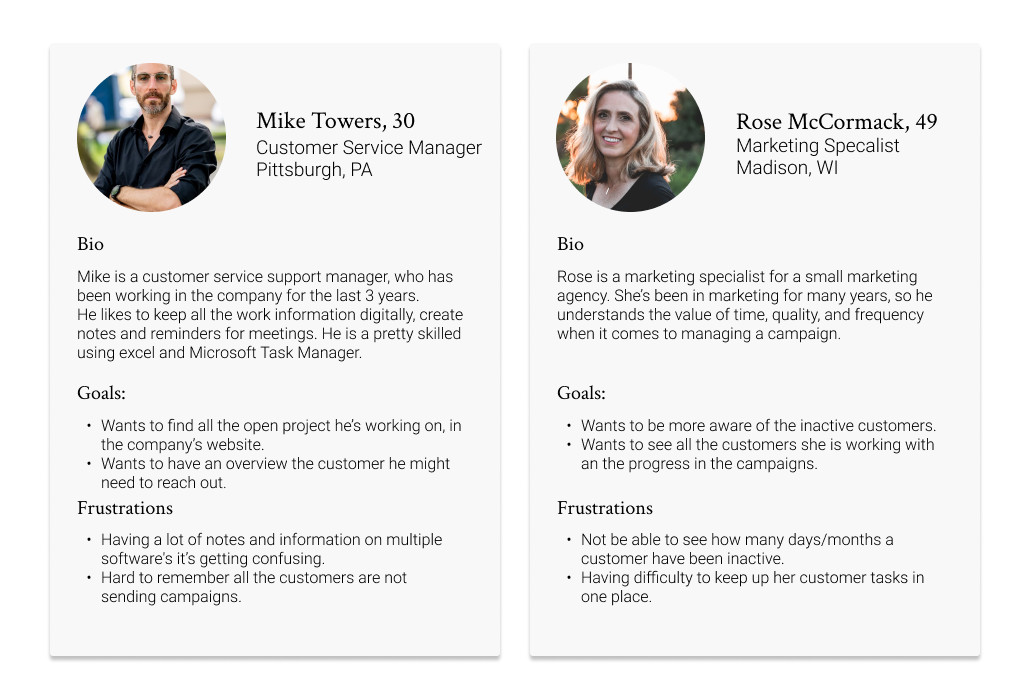 Mike Towers, 30
Customer Service Manager
Pittsburgh, PA
Bio
Mike is a customer service support manager, who has
been working in the company for the last 3 years.
He likes to keep all the work information digitally, create
notes and reminders for meetings. He is a pretty skilled
using excel and Microsoft Task Manager.
Goals:
• Wants to find all the open project he's working on, in
the company's website.
• Wants to have an overview the customer he might
need to reach out.
Frustrations
• Having a lot of notes and information on multiple
software's it's getting confusing.
• Hard to remember all the customers are not
sending campaigns.
Rose McCormack, 49
Marketing Specalist
Madison, WI
Bio
Rose is a marketing specialist for a small marketing
agency. She's been in marketing for many years, so he
understands the value of time, quality, and frequency
when it comes to managing a campaign.
Goals:
• Wants to be more aware of the inactive customers.
• Wants to see all the customers she is working with
an the progress in the campaigns.
Frustrations
• Not be able to see how many days/months a
customer have been inactive.
• Having difficulty to keep up her customer tasks in
one place.